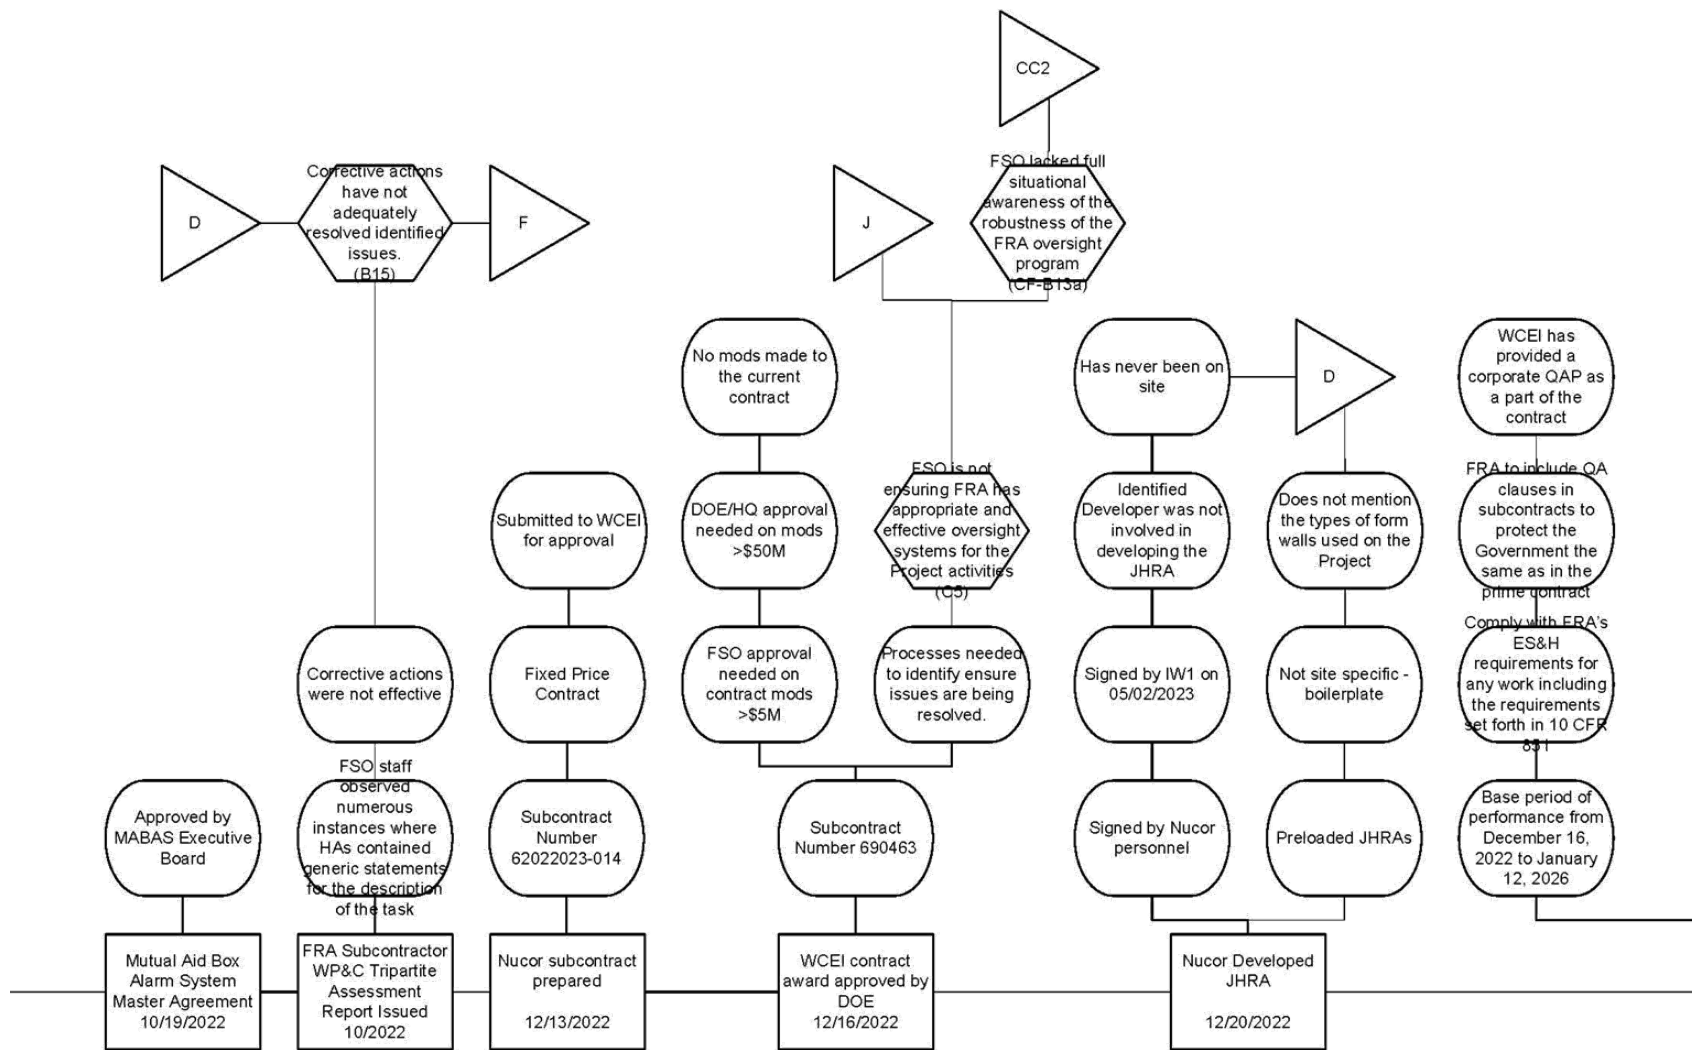 CC2
D
Corrective actions
have not
adequately
resolved identified
issues.
(B15)
F
J
FSO lacked full
situational
awareness of the
robustness of the
FRA oversight
program
(CF-B13a)
No mods made to
the current
contract
Has never been on
site
D
WCEI has
provided a
corporate QAP as
a part of the
contract
Submitted to WCEI
for approval
DOE/HQ approval
needed on mods
>$50M
FSO is not
ensuring FRA has
appropriate and
effective oversight
systems for the
Project activities
(C5)
Identified
Developer was not
involved in
developing the
JHRA
Does not mention
the types of form
walls used on the
Project
FRA to include QA
clauses in
subcontracts to
protect the
Government the
same as in the
prime contract
Corrective actions
were not effective
Fixed Price
Contract
FSO approval
needed on
contract mods
>$5M
Processes needed
to identify ensure
issues are being
resolved.
Signed by IW1 on
05/02/2023
Not site specific -
boilerplate
Comply with FRA's
ES&H
requirements for
any work including
the requirements
set forth in 10 CFR
851
Approved by
MABAS Executive
Board
FSO staff
observed
numerous
instances where
HAs contained
generic statements
for the description
of the task
Subcontract
Number
62022023-014
Subcontract
Number 690463
Signed by Nucor
personnel
Preloaded JHRAs
Base period of
performance from
December 16,
2022 to January
12, 2026
Mutual Aid Box
Alarm System
Master Agreement
10/19/2022
FRA Subcontractor
WP&C Tripartite
Assessment
Report Issued
10/2022
Nucor subcontract
prepared
12/13/2022
WCEI contract
award approved by
DOE
12/16/2022
Nucor Developed
JHRA
12/20/2022